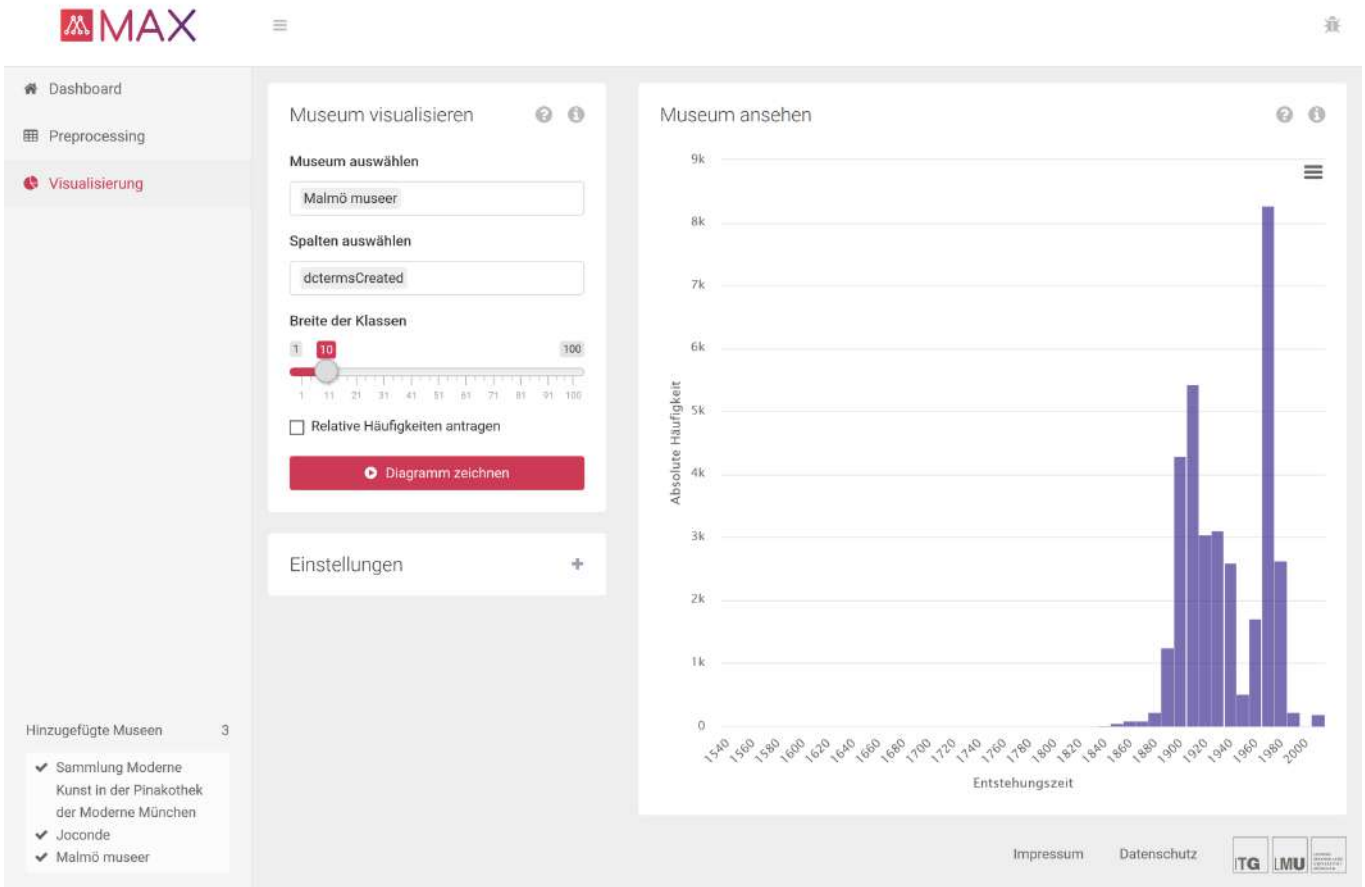 MAX
Dashboard
Preprocessing
Visualisierung
Museum visualisieren
Museum auswählen
Malmö museer
Spalten auswählen
dctermsCreated
Breite der Klassen
1 10 100
1 11 21 31 41 51 61 71 81 91 100
Relative Häufigkeiten antragen
Diagramm zeichnen
Einstellungen
Museum ansehen
9k
8k
7k
6k
5k
4k
3k
2k
1k
0
Absolute Häufigkeit
1540 1560 1580 1600 1620 1640 1660 1680 1700 1720 1740 1760 1780 1800 1820 1840 1860 1880 1900 1920 1940 1960 1980 2000
Entstehungszeit
Hinzugefügte Museen 3
Sammlung Moderne
Kunst in der Pinakothek
der Moderne München
Joconde
Malmö museer
Impressum Datenschutz ITG LMU